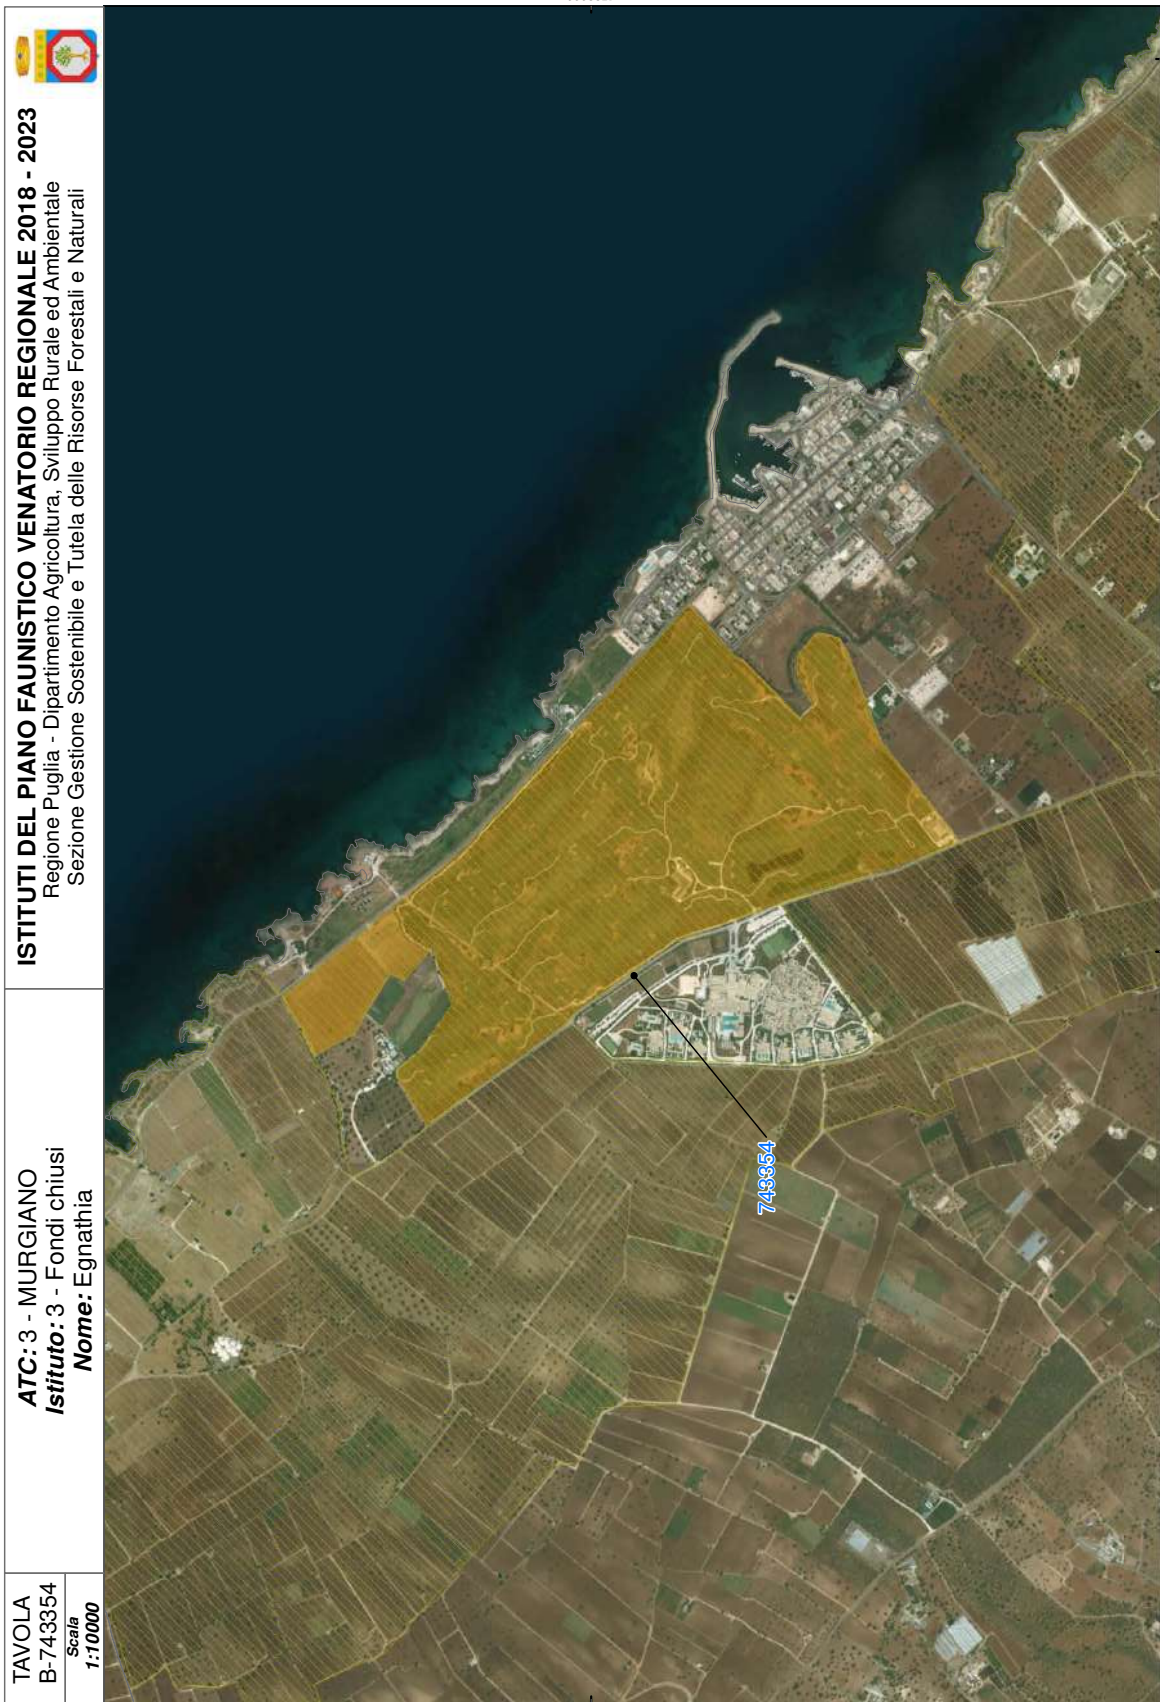 TAVOLA
B-743354
Scala
1:10000
ATC: 3 - MURGIANO
Istituto: 3 - Fondi chiusi
Nome: Egnathia
ISTITUTI DEL PIANO FAUNISTICO VENATORIO REGIONALE 2018 - 2023
Regione Puglia - Dipartimento Agricoltura, Sviluppo Rurale ed Ambientale
Sezione Gestione Sostenibile e Tutela delle Risorse Forestali e Naturali
743354